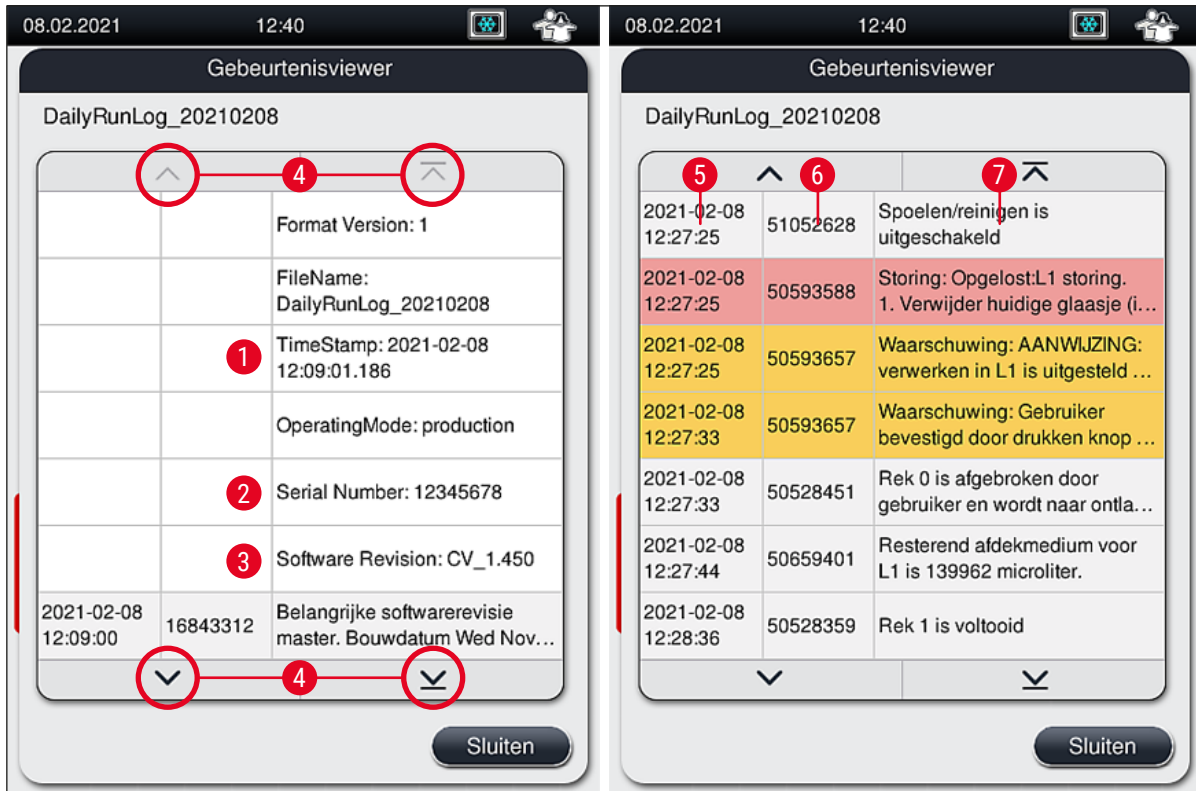 08.02.2021 12:40
Gebeurtenisviewer
DailyRunLog_20210208
4
Format Version: 1
FileName:
DailyRunLog_20210208
1
TimeStamp: 2021-02-08
12:09:01.186
OperatingMode: production
2
Serial Number: 12345678
3
Software Revision: CV_1.450
2021-02-08
12:09:00
16843312
Belangrijke softwarerevisie
master. Bouwdatum Wed Nov…
4
Sluiten
08.02.2021 12:40
Gebeurtenisviewer
DailyRunLog_20210208
5 6 7
2021-02-08
12:27:25
51052628
Spoelen/reinigen is
uitgeschakeld
2021-02-08
12:27:25
50593588
Storing: Opgelost:L1 storing.
1. Verwijder huidige glaasje (i…
2021-02-08
12:27:25
50593657
Waarschuwing: AANWIJZING:
verwerken in L1 is uitgesteld …
2021-02-08
12:27:33
50593657
Waarschuwing: Gebruiker
bevestigd door drukken knop …
2021-02-08
12:27:33
50528451
Rek 0 is afgebroken door
gebruiker en wordt naar ontla…
2021-02-08
12:27:44
50659401
Resterend afdekmedium voor
L1 is 139962 microliter.
2021-02-08
12:28:36
50528359
Rek 1 is voltooid
Sluiten